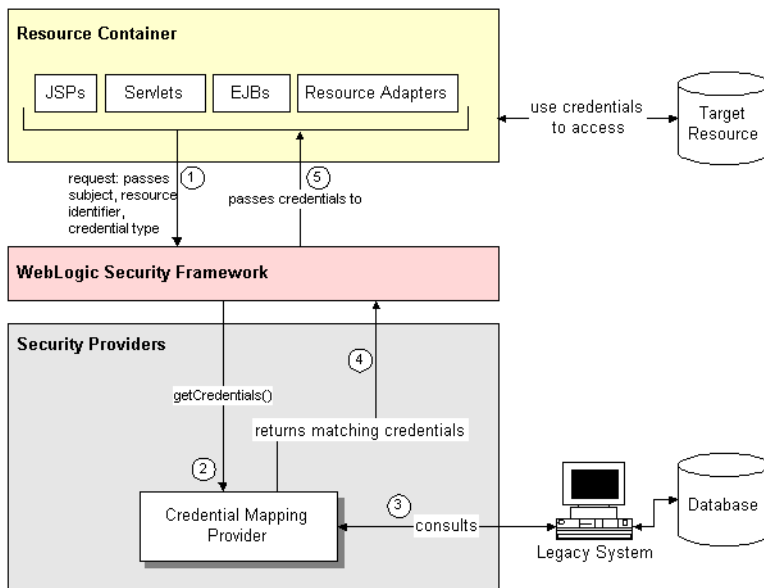 Resource Container
JSPs
Servlets
EJBs
Resource Adapters
use credentials
to access
Target
Resource
1
request: passes
subject, resource
identifier,
credential type
5
passes credentials to
WebLogic Security Framework
Security Providers
4
getCredentials()
returns matching credentials
2
Credential Mapping
Provider
3
consults
Legacy System
Database